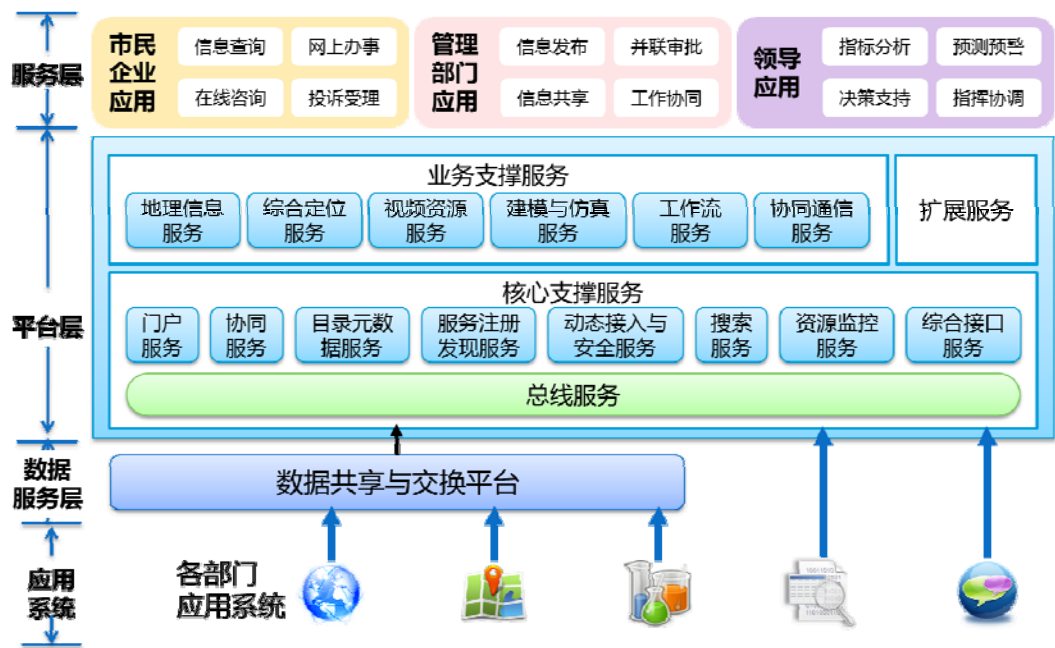 服务层
市民
企业
应用
信息查询
网上办事
在线咨询
投诉受理
管理
部门
应用
信息发布
并联审批
信息共享
工作协同
领导
应用
指标分析
预测预警
决策支持
指挥协调
平台层
业务支撑服务
地理信息
服务
综合定位
服务
视频资源
服务
建模与仿真
服务
工作流
服务
协同通信
服务
扩展服务
核心支撑服务
门户
服务
协同
服务
目录元数
据服务
服务注册
发现服务
动态接入与
安全服务
搜索
服务
资源监控
服务
综合接口
服务
总线服务
数据
服务层
数据共享与交换平台
应用
系统
各部门
应用系统